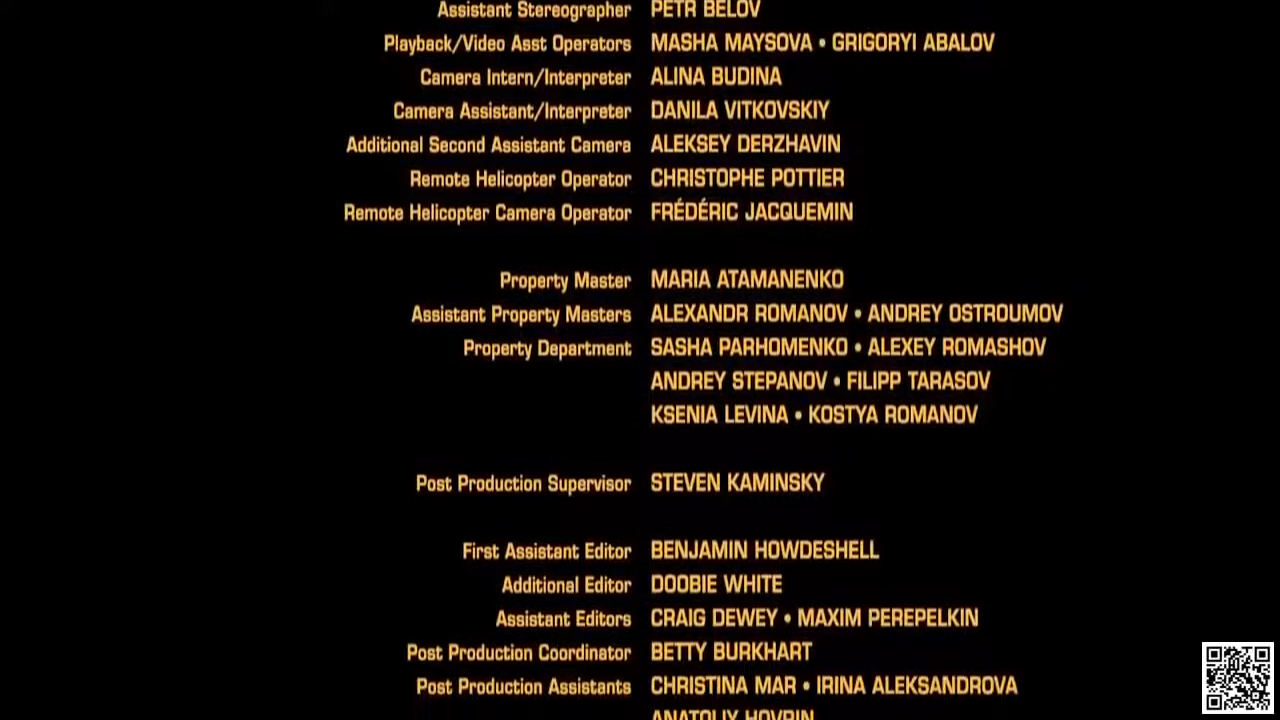 Assistant Stereographer PETR BELOV
Playback/Video Asst Operators MASHA MAYSOVA • GRIGORYI ABALOV
Camera Intern/Interpreter ALINA BUDINA
Camera Assistant/Interpreter DANILA VITKOVSKIY
Additional Second Assistant Camera ALEKSEY DERZHAVIN
Remote Helicopter Operator CHRISTOPHE POTTIER
Remote Helicopter Camera Operator FRÉDÉRIC JACQUEMIN
Property Master MARIA ATAMANENKO
Assistant Property Masters ALEXANDR ROMANOV • ANDREY OSTROUMOV
Property Department SASHA PARHOMENKO • ALEXEY ROMASHOV
ANDREY STEPANOV • FILIPP TARASOV
KSENIA LEVINA • KOSTYA ROMANOV
Post Production Supervisor STEVEN KAMINSKY
First Assistant Editor BENJAMIN HOWDESHELL
Additional Editor DOOBIE WHITE
Assistant Editors CRAIG DEWEY • MAXIM PEREPELKIN
Post Production Coordinator BETTY BURKHART
Post Production Assistants CHRISTINA MAR • IRINA ALEKSANDROVA